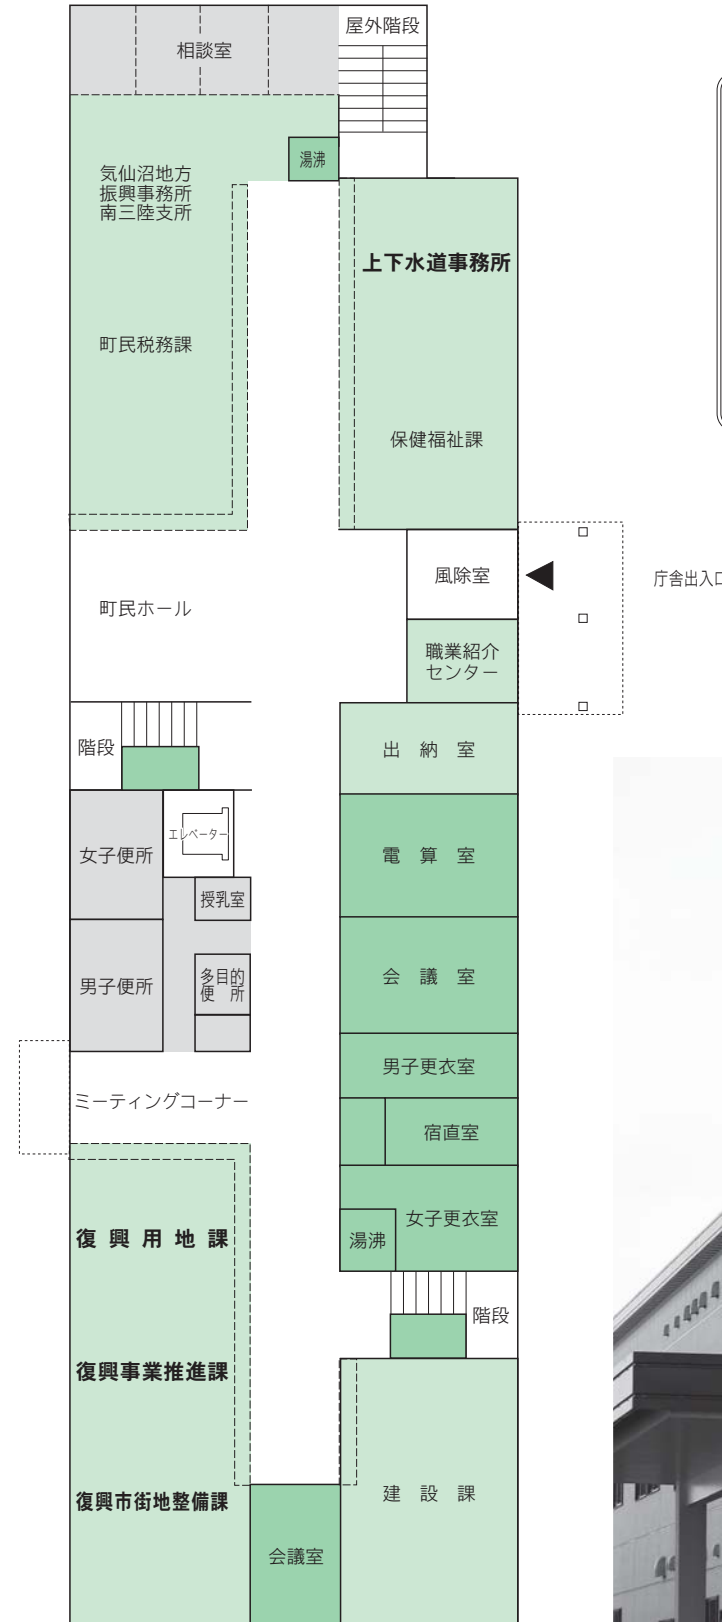 屋外階段
相談室
湯沸
気仙沼地方
振興事務所
南三陸支所
上下水道事務所
町民税務課
保健福祉課
風除室
庁舎出入口
町民ホール
職業紹介
センター
階段
出納室
エレベーター
女子便所
電算室
授乳室
男子便所
多目的
便所
会議室
男子更衣室
ミーティングコーナー
宿直室
女子更衣室
湯沸
復興用地課
階段
復興事業推進課
復興市街地整備課
建設課
会議室